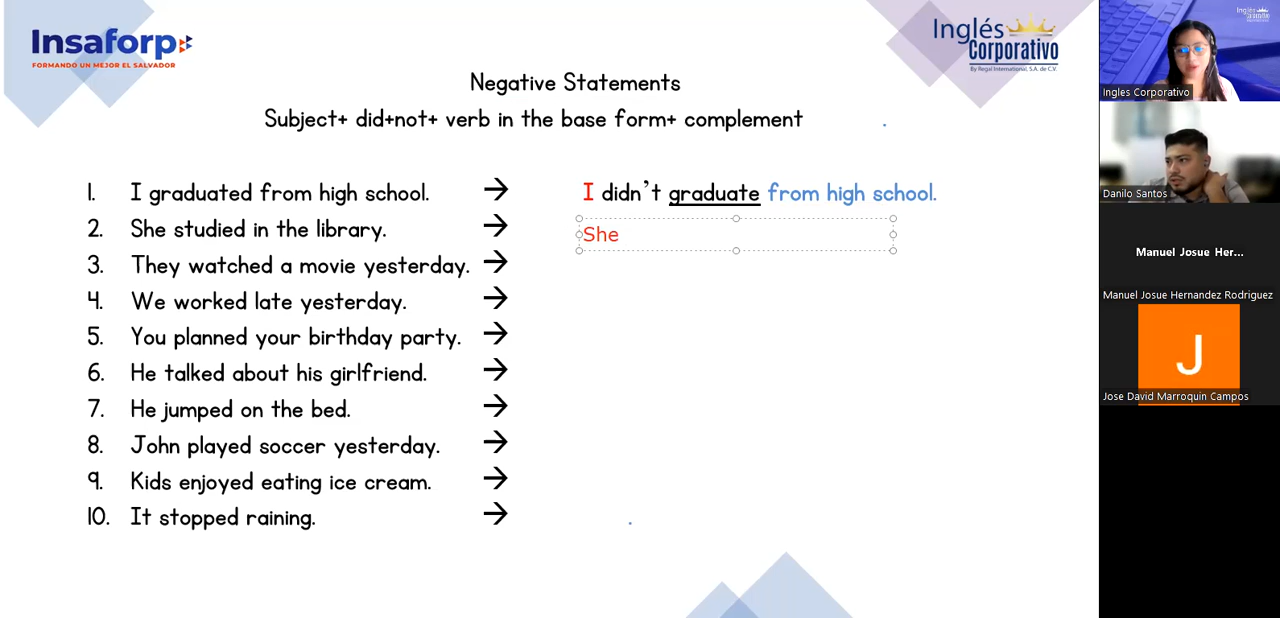 Insaforp
FORMANDO UN MEJOR EL SALVADOR
Inglés
Corporativo
By Regal International, S.A. de C.V.
Negative Statements
Subject+ did+not+ verb in the base form+ complement
1. I graduated from high school. → I didn't graduate from high school.
2. She studied in the library. → She
3. They watched a movie yesterday. →
4. We worked late yesterday. →
5. You planned your birthday party. →
6. He talked about his girlfriend. →
7. He jumped on the bed. →
8. John played soccer yesterday. →
9. Kids enjoyed eating ice cream. →
10. It stopped raining. →
Inglés
Ingles Corporativo
Danilo Santos
Manuel Josue Her...
Manuel Josue Hernandez Rodriguez
J
Jose David Marroquin Campos